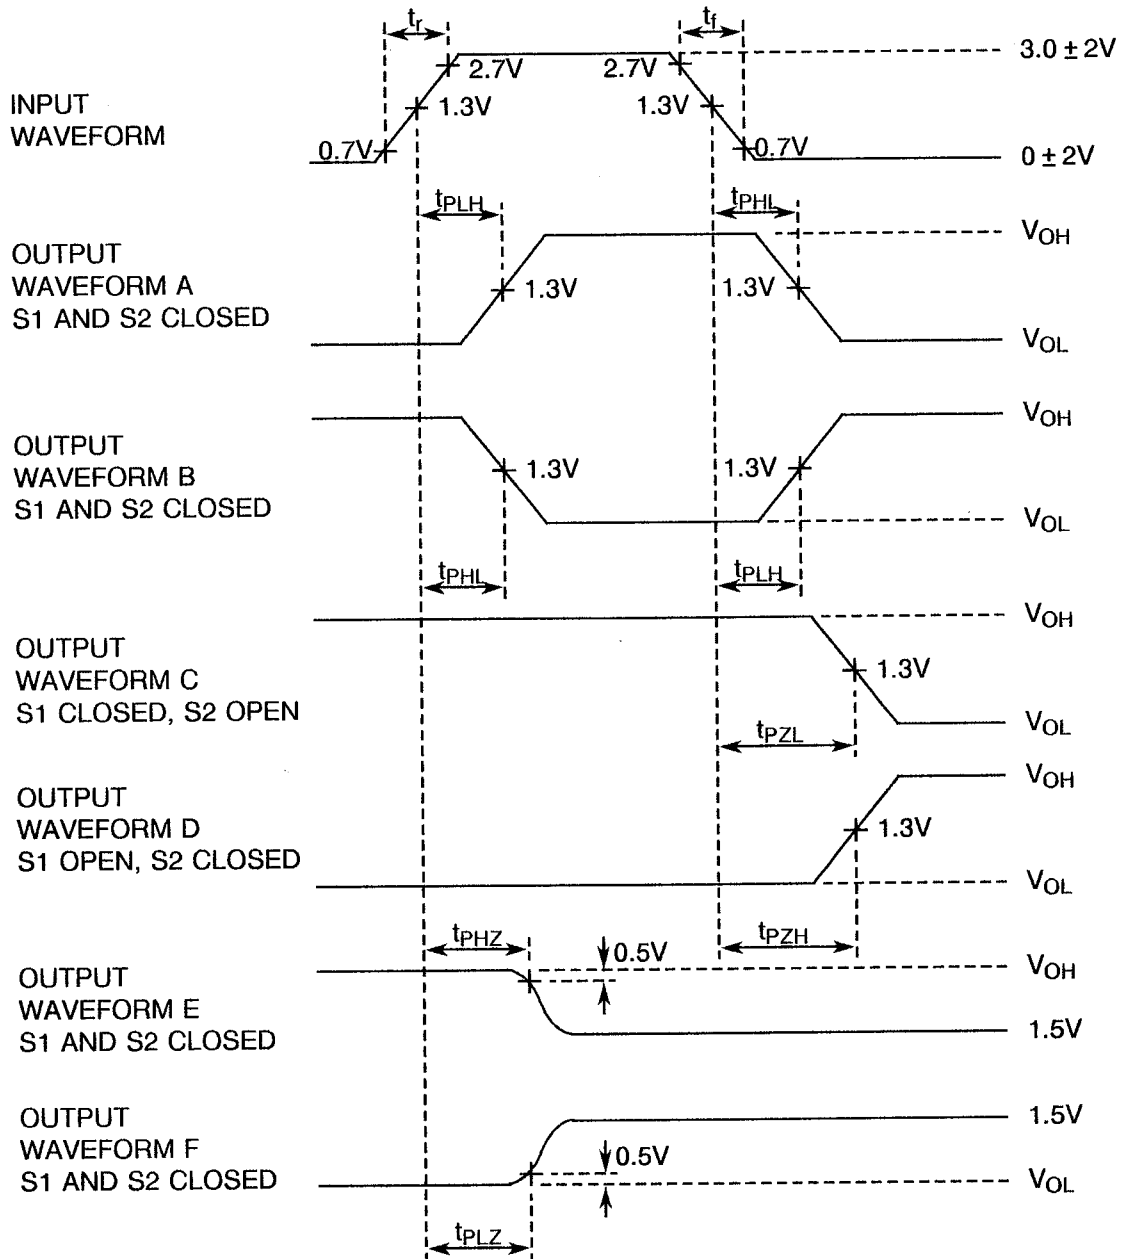 tr
tf
3.0 ± 2V
2.7V
2.7V
INPUT
WAVEFORM
1.3V
1.3V
0.7V
0.7V
0 ± 2V
tPLH
tPHL
OUTPUT
WAVEFORM A
S1 AND S2 CLOSED
VOH
1.3V
1.3V
VOL
OUTPUT
WAVEFORM B
S1 AND S2 CLOSED
VOH
1.3V
1.3V
VOL
tPHL
tPLH
OUTPUT
WAVEFORM C
S1 CLOSED, S2 OPEN
VOH
1.3V
VOL
tPZL
OUTPUT
WAVEFORM D
S1 OPEN, S2 CLOSED
VOH
1.3V
VOL
tPHZ
tPZH
OUTPUT
WAVEFORM E
S1 AND S2 CLOSED
0.5V
VOH
1.5V
OUTPUT
WAVEFORM F
S1 AND S2 CLOSED
1.5V
0.5V
VOL
tPLZ